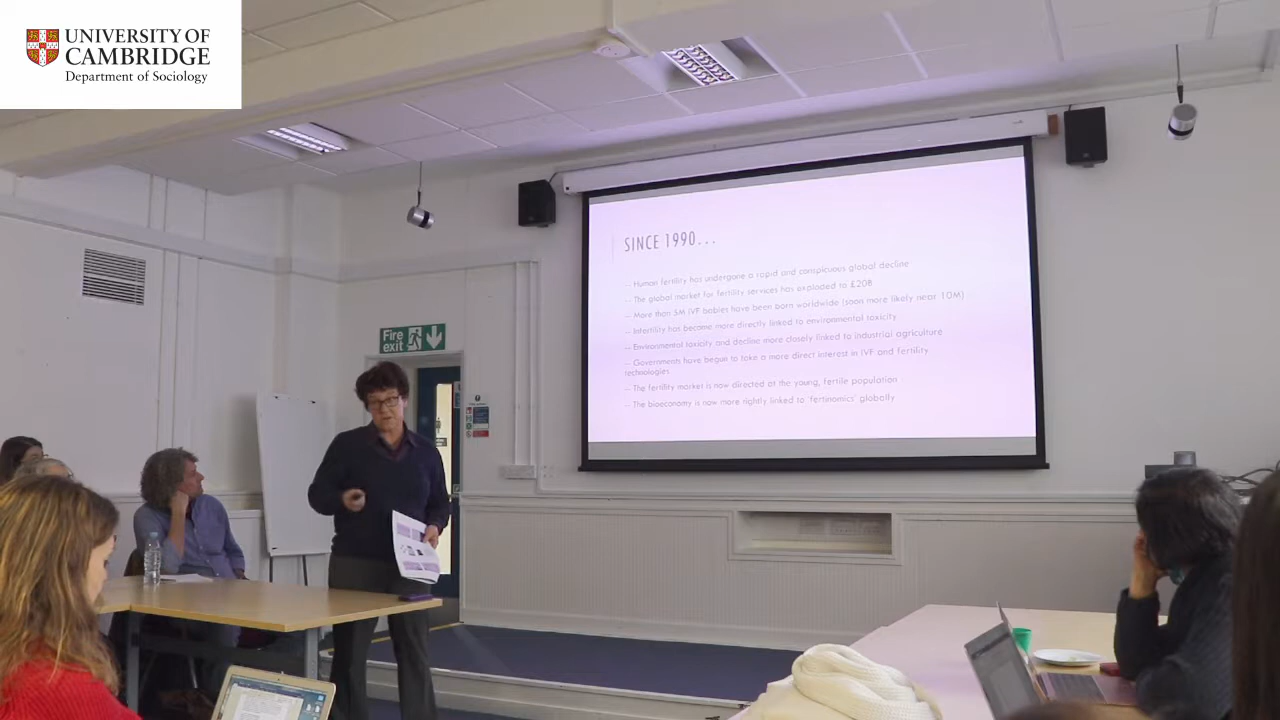 UNIVERSITY OF
CAMBRIDGE
Department of Sociology
SINCE 1990...
– Human fertility has undergone a rapid and conspicuous global decline
– The global market for fertility services has exploded to £20B
– More than 5M IVF babies have been born worldwide (soon more likely near 10M)
– Infertility has become more directly linked to environmental toxicity
– Environmental toxicity and decline more closely linked to industrial agriculture
– Governments have begun to take a more direct interest in IVF and fertility
technologies
– The fertility market is now directed at the young, fertile population
– The bioeconomy is now more rightly linked to 'fertinomics' globally
Fire
exit